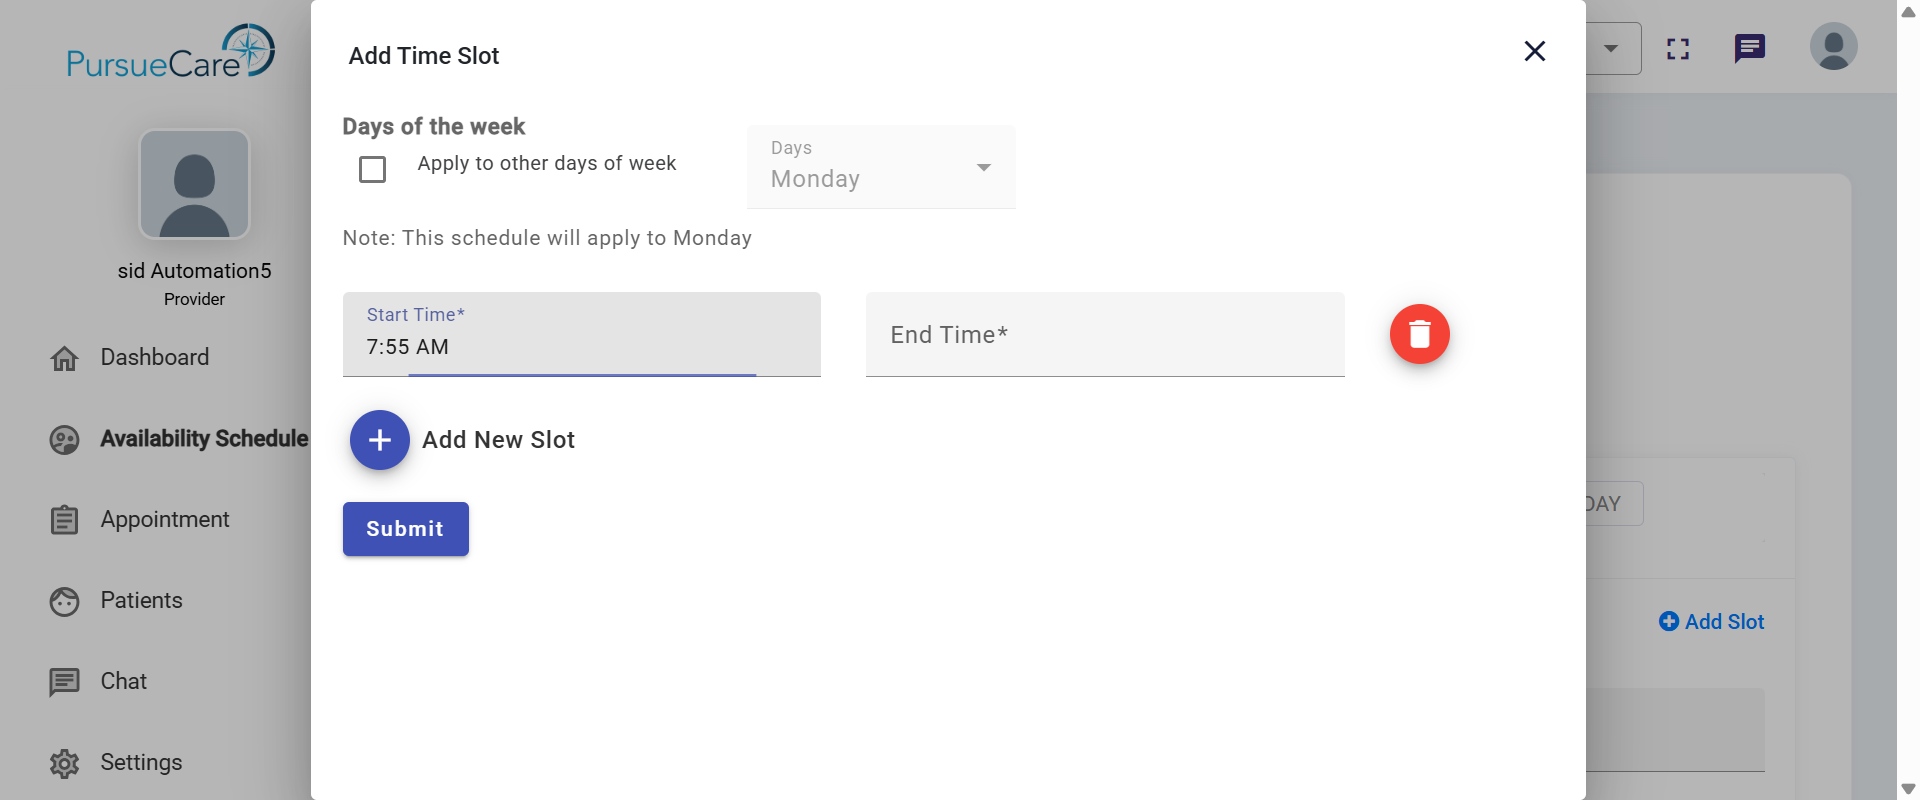 PursueCare
sid Automation5
Provider
Dashboard
Availability Schedule
Appointment
Patients
Chat
Settings
Add Time Slot
Days of the week
Apply to other days of week
Days
Monday
Note: This schedule will apply to Monday
Start Time*
7:55 AM
End Time*
Add New Slot
Submit
DAY
Add Slot